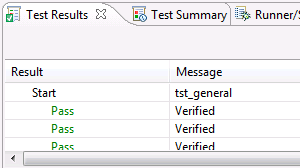 Test Results Test Summary Runner/S
Result Message
Start tst_general
Pass Verified
Pass Verified
Pass Verified